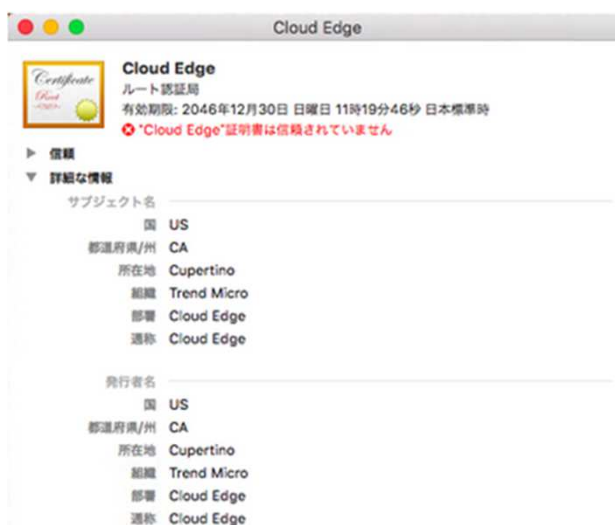 Cloud Edge
Certificate
Root
Cloud Edge
ルート認証局
有効期限: 2046年12月30日 日曜日 11時19分46秒 日本標準時
"Cloud Edge"証明書は信頼されていません
信頼
詳細な情報
サブジェクト名
国 US
都道府県/州 CA
所在地 Cupertino
組織 Trend Micro
部署 Cloud Edge
通称 Cloud Edge
発行者名
国 US
都道府県/州 CA
所在地 Cupertino
組織 Trend Micro
部署 Cloud Edge
通称 Cloud Edge